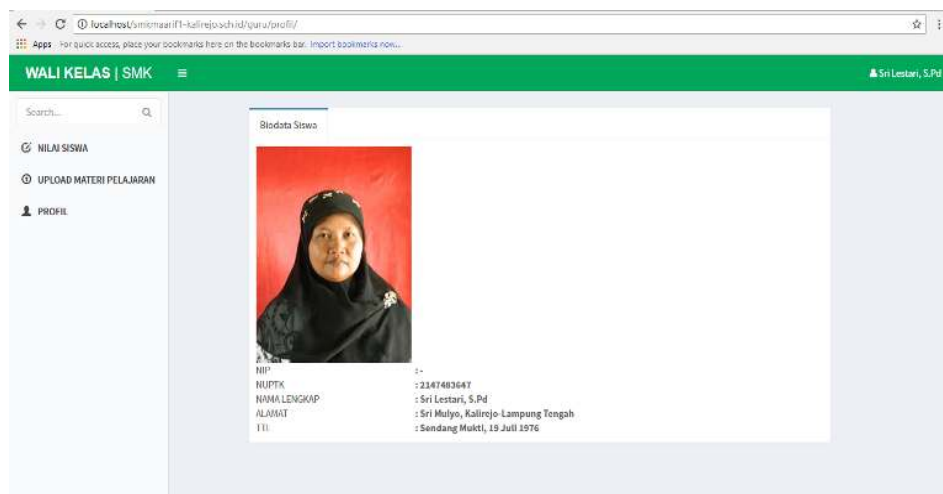 localhost/smkmaarif1-kalirejo.sch.id/guru/profil/
Apps For quick access, place your bookmarks here on the bookmarks bar. Import bookmarks now...
WALI KELAS | SMK
Sri Lestari, S.Pd
Search...
Biodata Siswa
NILAI SISWA
UPLOAD MATERI PELAJARAN
PROFIL
NIP : -
NUPTK : 2147483647
NAMA LENGKAP : Sri Lestari, S.Pd
ALAMAT : Sri Mulyo, Kalirejo-Lampung Tengah
TTL : Sendang Mukti, 19 Juli 1976